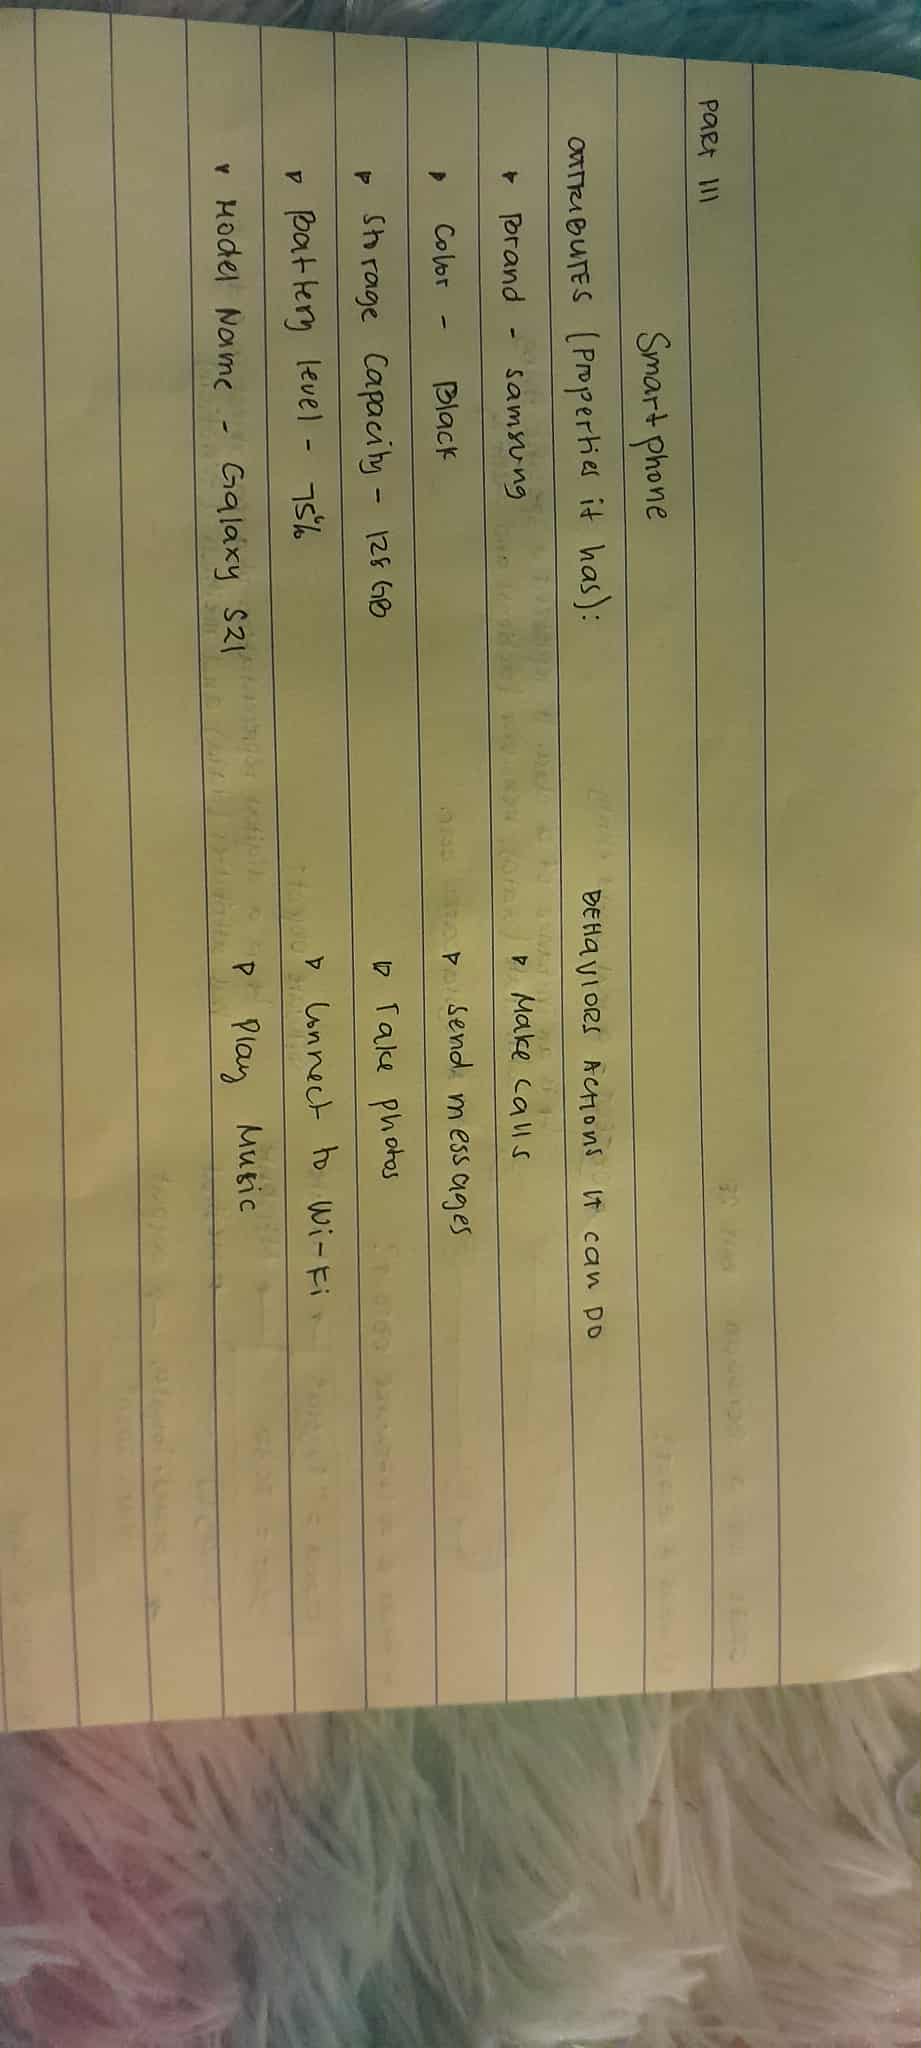 PART III
Smartphone
ATTRIBUTES (Properties it has):
BEHAVIORS ACTIONS It can DO
Brand - Samsung
Make calls
Color - Black
Send messages
Storage Capacity - 128 GB
Take photos
Battery level - 75%
Connect to Wi-Fi
Model Name - Galaxy S21
Play Music